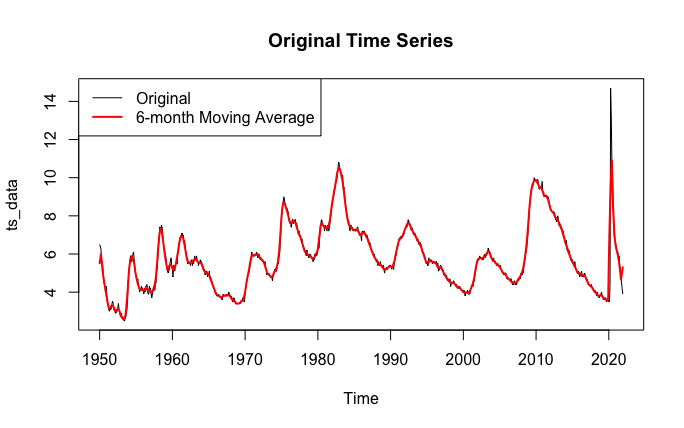 Original Time Series
Original
6-month Moving Average
ts_data
14
12
10
8
6
4
1950 1960 1970 1980 1990 2000 2010 2020
Time